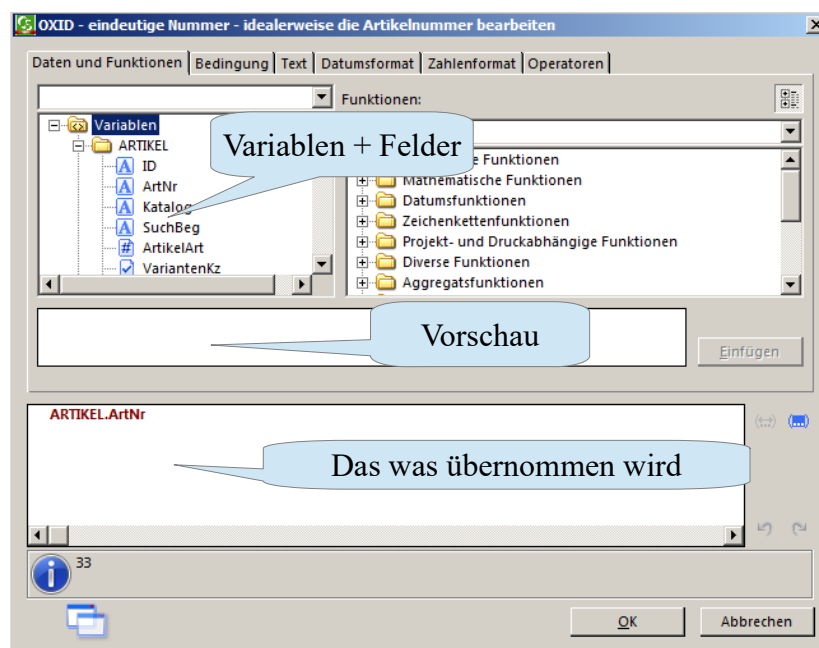 OXID - eindeutige Nummer - idealerweise die Artikelnummer bearbeiten
Daten und Funktionen Bedingung Text Datumsformat Zahlenformat Operatoren
Funktionen:
Variablen
ARTIKEL
ID
ArtNr
Katalog
SuchBeg
ArtikelArt
VariantenKz
Variablen + Felder
Funktionen
Mathematische Funktionen
Datumsfunktionen
Zeichenkettenfunktionen
Projekt- und Druckabhängige Funktionen
Diverse Funktionen
Aggregatsfunktionen
Vorschau
Einfügen
ARTIKEL.ArtNr
Das was übernommen wird
33
OK Abbrechen